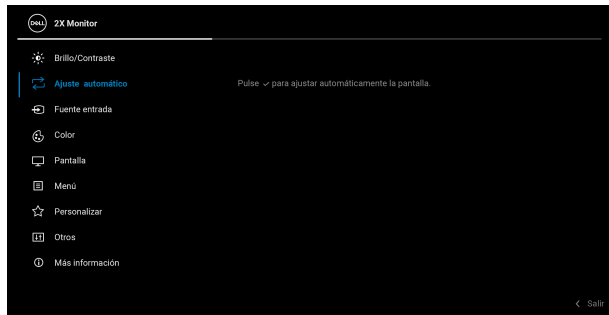 DELL 2X Monitor
Brillo/Contraste
Ajuste automático
Pulse ✓ para ajustar automáticamente la pantalla.
Fuente entrada
Color
Pantalla
Menú
Personalizar
Otros
Más información
Salir